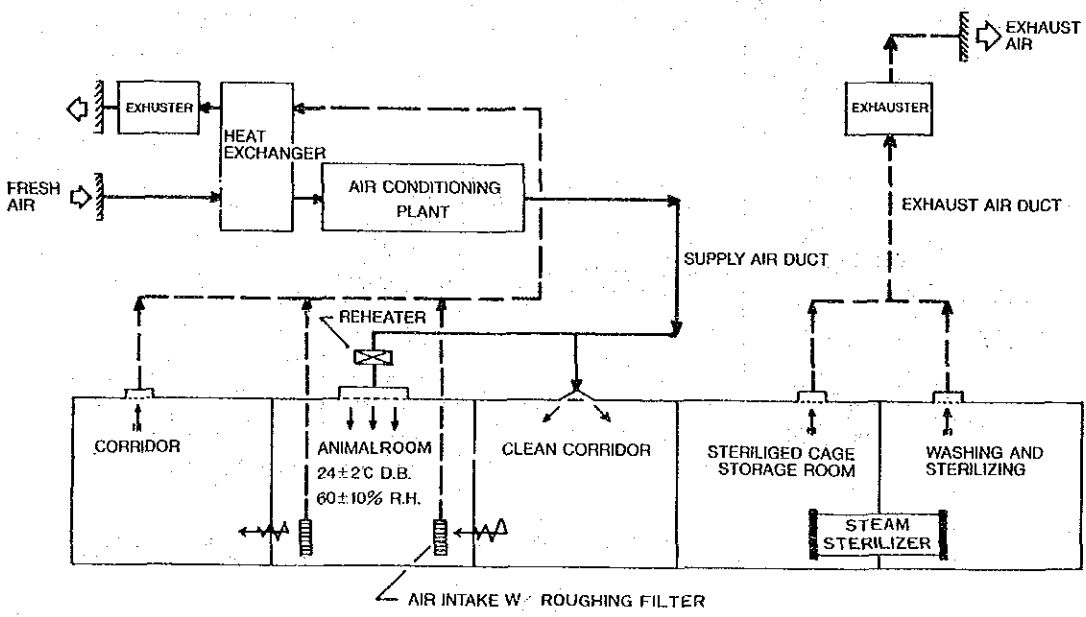 EXHAUST
AIR
EXHUSTER
HEAT
EXCHANGER
EXHAUSTER
FRESH
AIR
AIR CONDITIONING
PLANT
EXHAUST AIR DUCT
SUPPLY AIR DUCT
REHEATER
CORRIDOR
ANIMALROOM
24±2℃ D.B.
60±10% R.H.
CLEAN CORRIDOR
STERILIGED CAGE
STORAGE ROOM
WASHING AND
STERILIZING
STEAM
STERILIZER
AIR INTAKE W/ ROUGHING FILTER